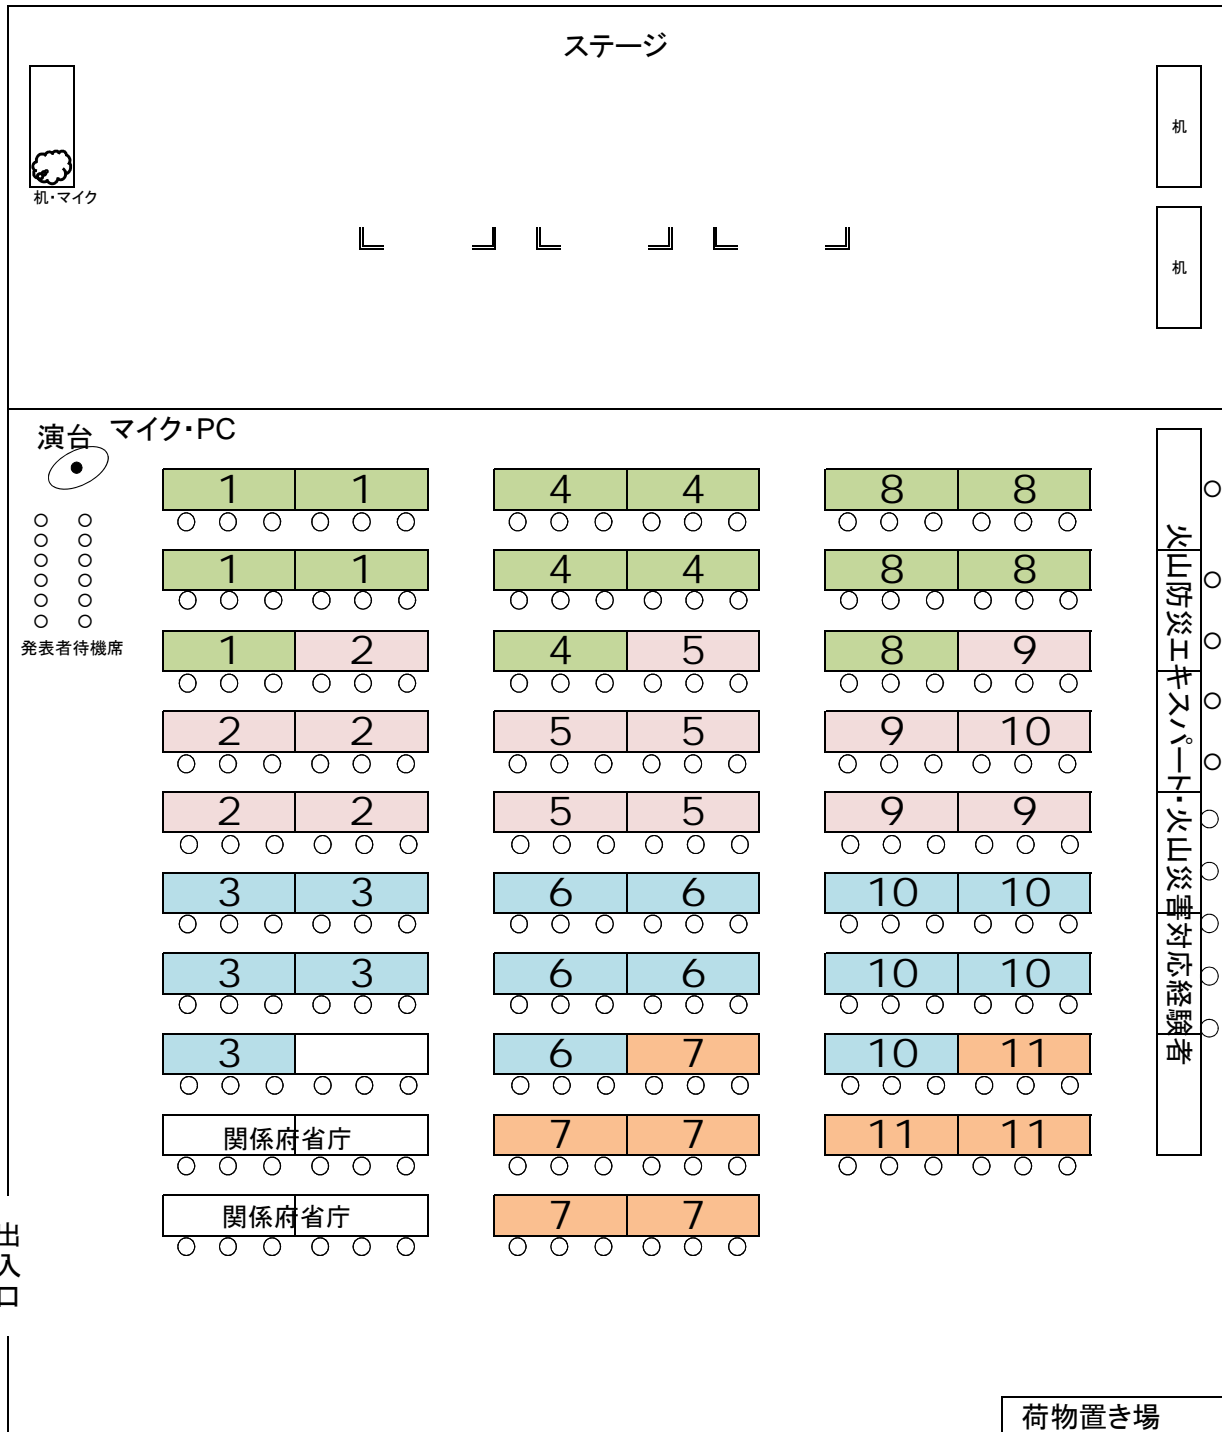 ステージ
机
机・マイク
机
演台 マイク・PC
発表者待機席
1 1 4 4 8 8
1 1 4 4 8 8
1 2 4 5 8 9
2 2 5 5 9 10
2 2 5 5 9 9
3 3 6 6 10 10
3 3 6 6 10 10
3 6 7 10 11
関係府省庁 7 7 11 11
関係府省庁 7 7
火山防災エキスパート・火山災害対応経験者
出入口
荷物置き場